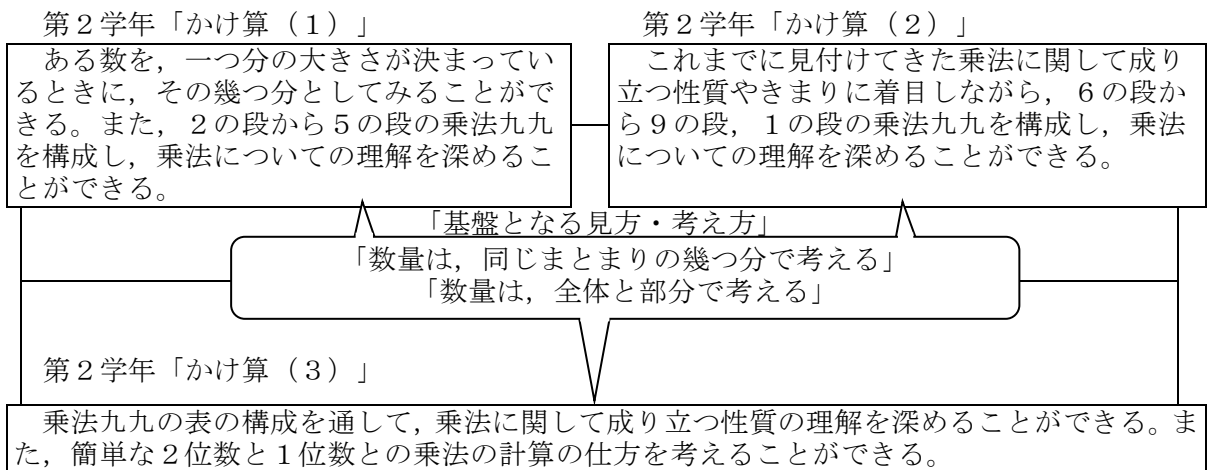 第2学年「かけ算（1）」
ある数を，一つ分の大きさが決まってい
るときに，その幾つ分としてみることがで
きる。また，２の段から５の段の乗法九九
を構成し，乗法についての理解を深めるこ
とができる。
第２学年「かけ算（２）」
これまでに見付けてきた乗法に関して成り
立つ性質やきまりに着目しながら，６の段か
ら９の段，１の段の乗法九九を構成し，乗法
についての理解を深めることができる。
「基盤となる見方・考え方」
「数量は，同じまとまりの幾つ分で考える」
「数量は，全体と部分で考える」
第２学年「かけ算（３）」
乗法九九の表の構成を通して，乗法に関して成り立つ性質の理解を深めることができる。ま
た，簡単な２位数と１位数との乗法の計算の仕方を考えることができる。